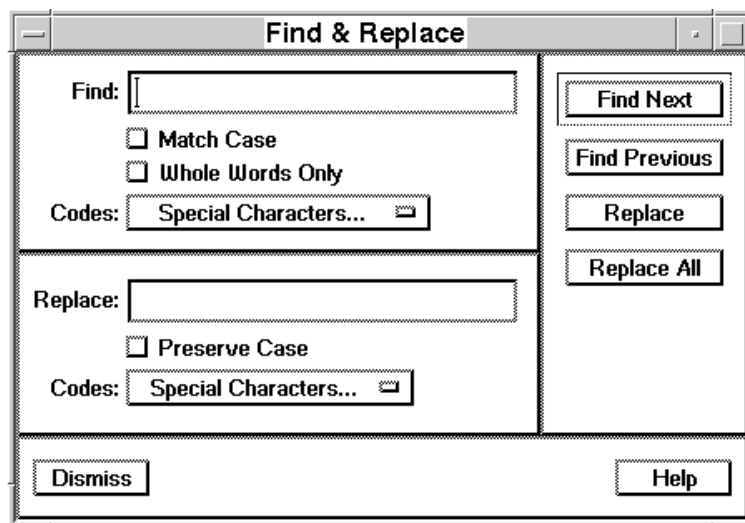 Find & Replace
Find:
Match Case
Whole Words Only
Codes: Special Characters...
Replace:
Preserve Case
Codes: Special Characters...
Find Next
Find Previous
Replace
Replace All
Dismiss
Help